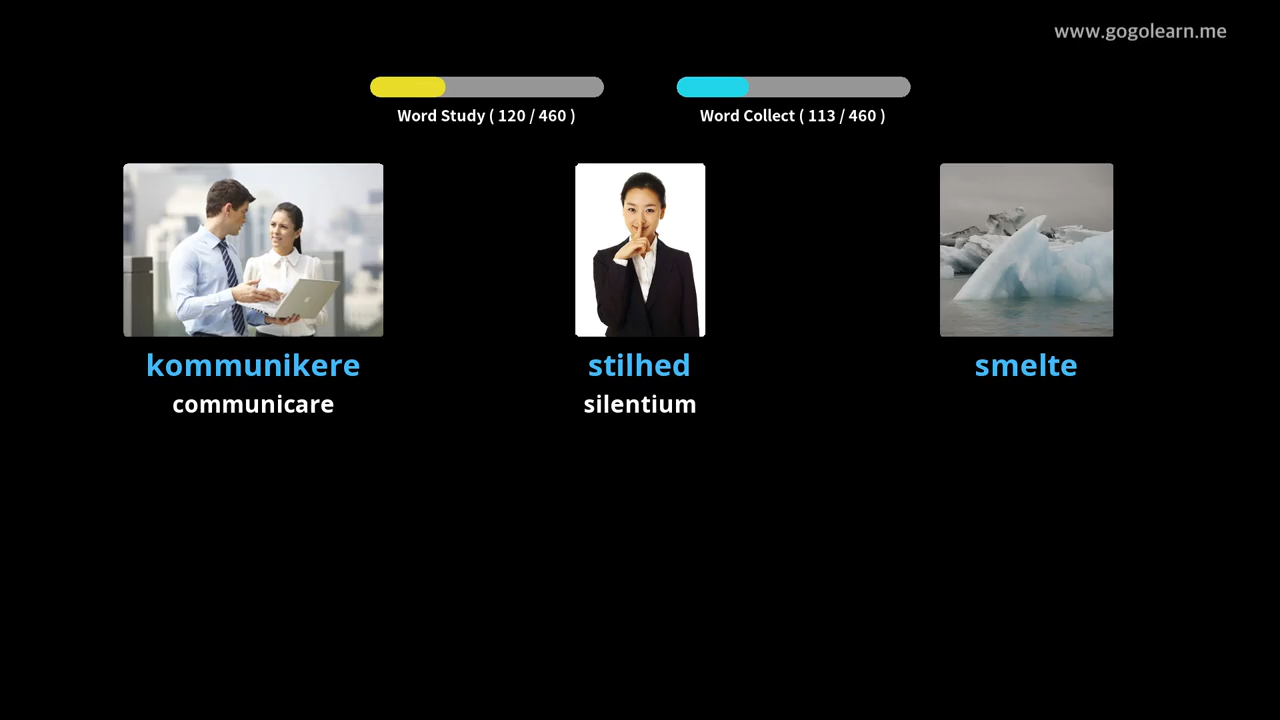 www.gogolearn.me
Word Study ( 120 / 460 )
Word Collect ( 113 / 460 )
kommunikere
stilhed
smelte
communicare
silentium